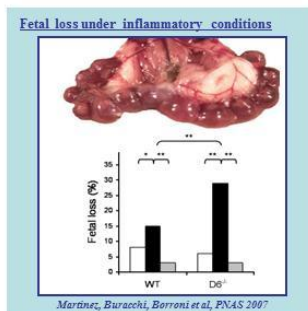 Fetal loss under inflammatory conditions
**
* ** ** **
Fetal loss (%)
35
30
25
20
15
10
5
0
WT D6-/-
Martinez, Buracchi, Borroni et al, PNAS 2007